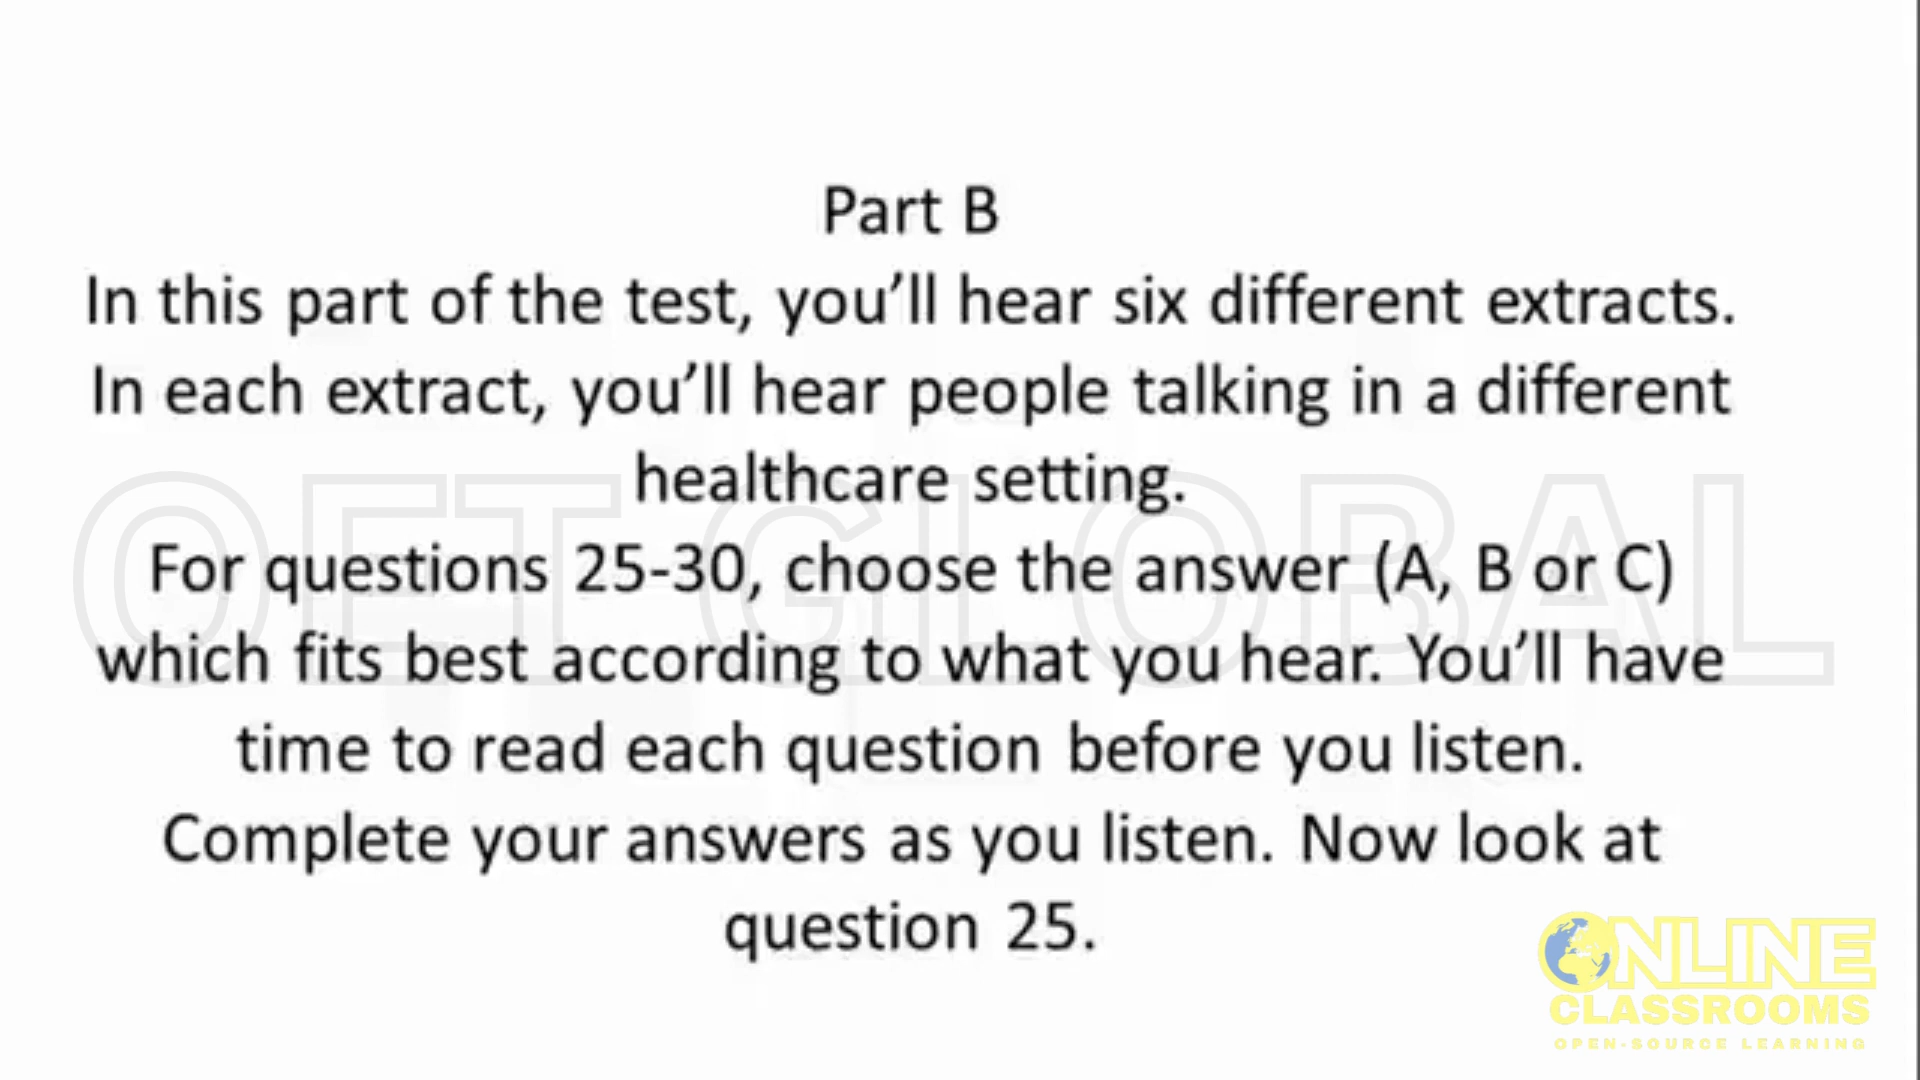 Part B
In this part of the test, you'll hear six different extracts.
In each extract, you'll hear people talking in a different
healthcare setting.
For questions 25-30, choose the answer (A, B or C)
which fits best according to what you hear. You'll have
time to read each question before you listen.
Complete your answers as you listen. Now look at
question 25.
OET GLOBAL
ONLINE
CLASSROOMS
OPEN-SOURCE LEARNING